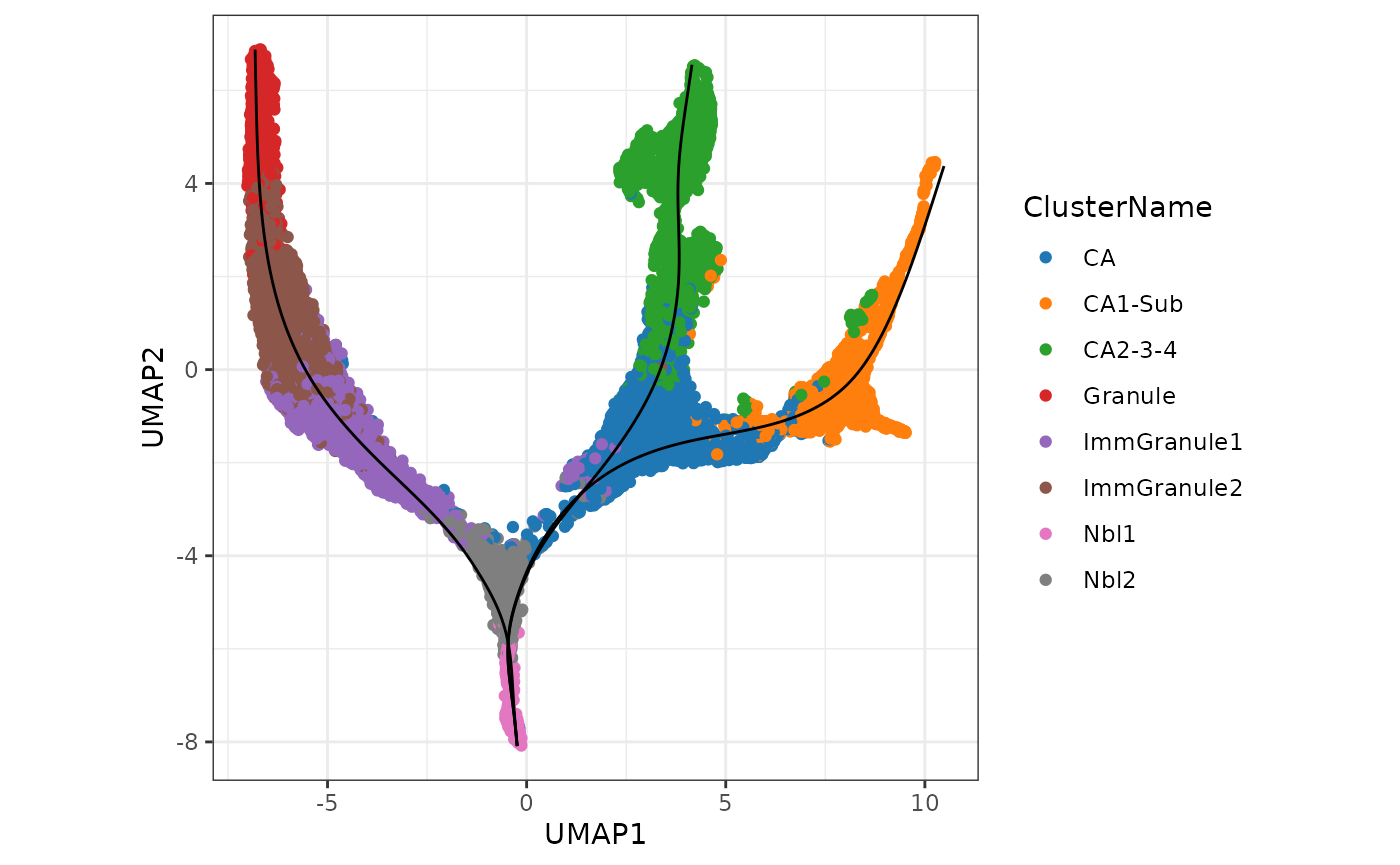 4
0
-4
-8
UMAP2
-5 0 5 10
UMAP1
ClusterName
CA
CA1-Sub
CA2-3-4
Granule
ImmGranule1
ImmGranule2
Nbl1
Nbl2